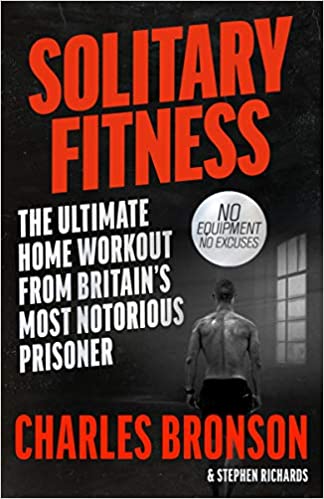 SOLITARY
FITNESS
THE ULTIMATE
HOME WORKOUT
FROM BRITAIN'S
MOST NOTORIOUS
PRISONER
NO
EQUIPMENT
NO EXCUSES
CHARLES BRONSON
& STEPHEN RICHARDS